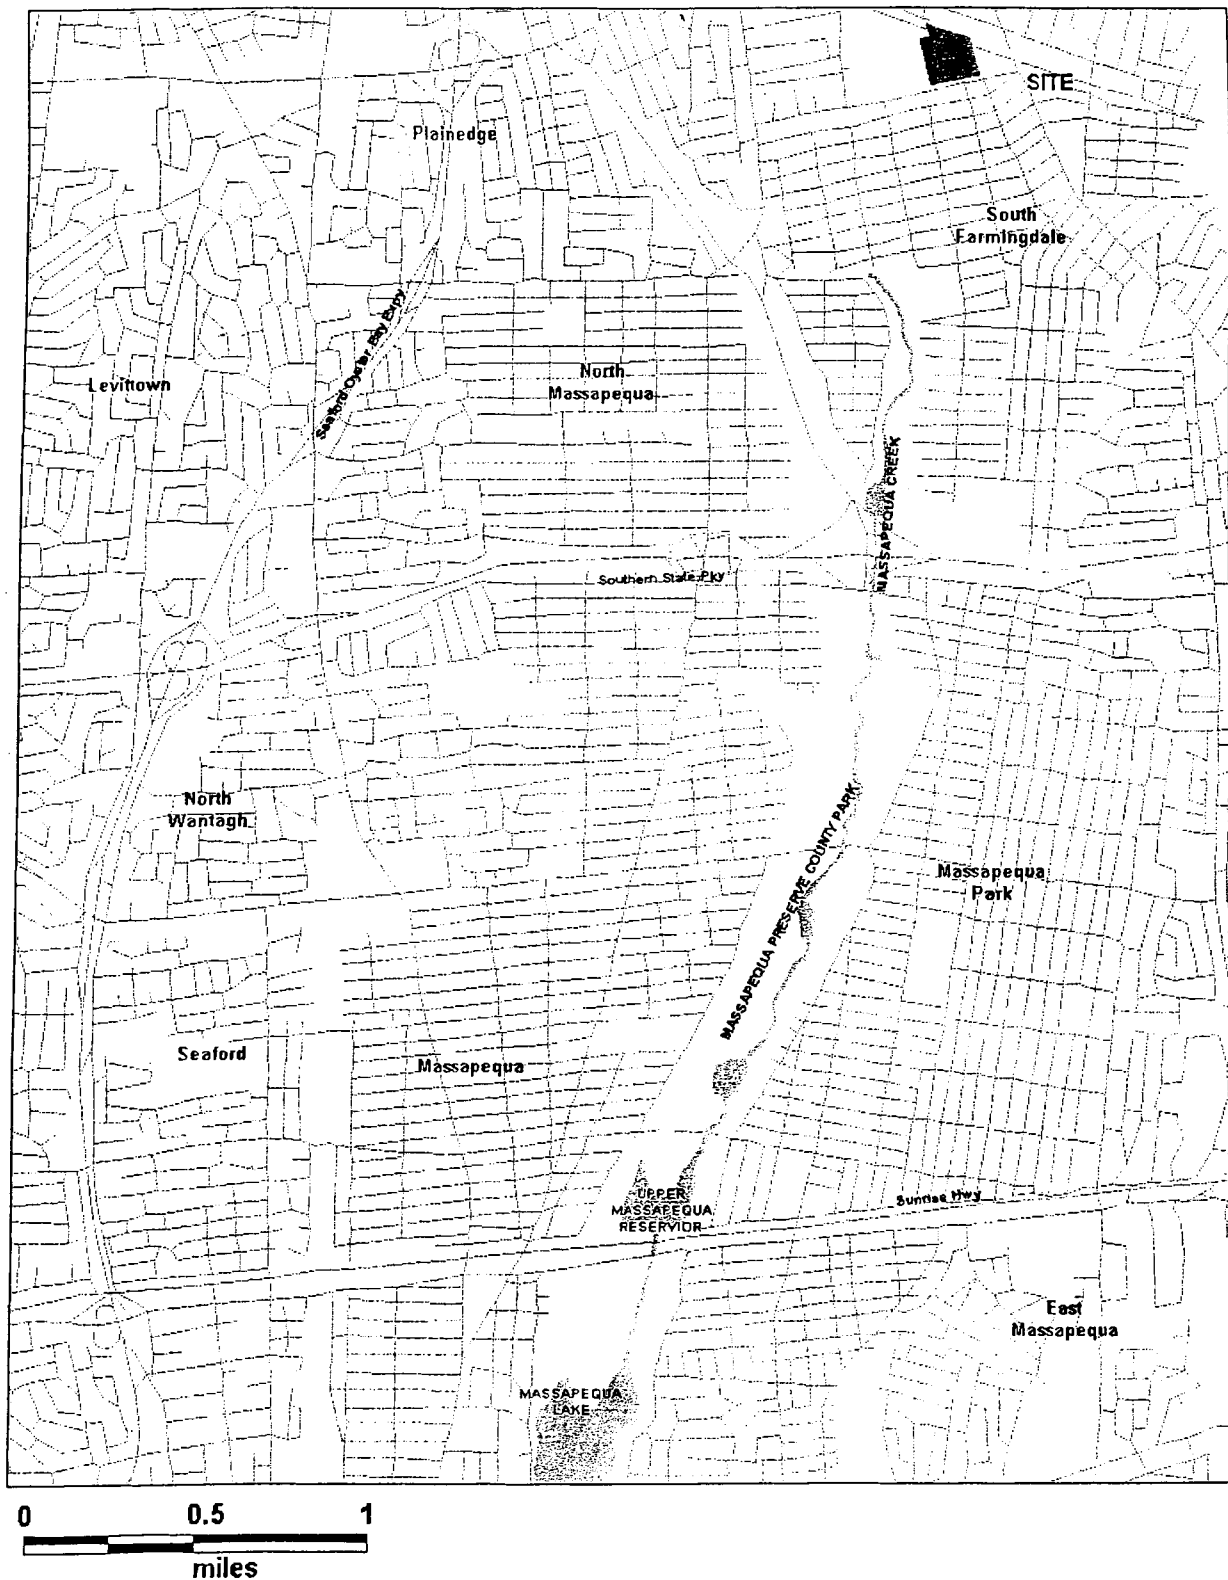 SITE
Plainedge
South
Farmingdale
Seaford Oyster Bay Expy
Levittown
North
Massapequa
MASSAPEQUA CREEK
Southern State Pky
North
Wantagh
MASSAPEQUA PRESERVE COUNTY PARK
Massapequa
Park
Seaford
Massapequa
UPPER
MASSAPEQUA
RESERVIOR
Sunrise Hwy
East
Massapequa
MASSAPEQUA
LAKE
0 0.5 1
miles